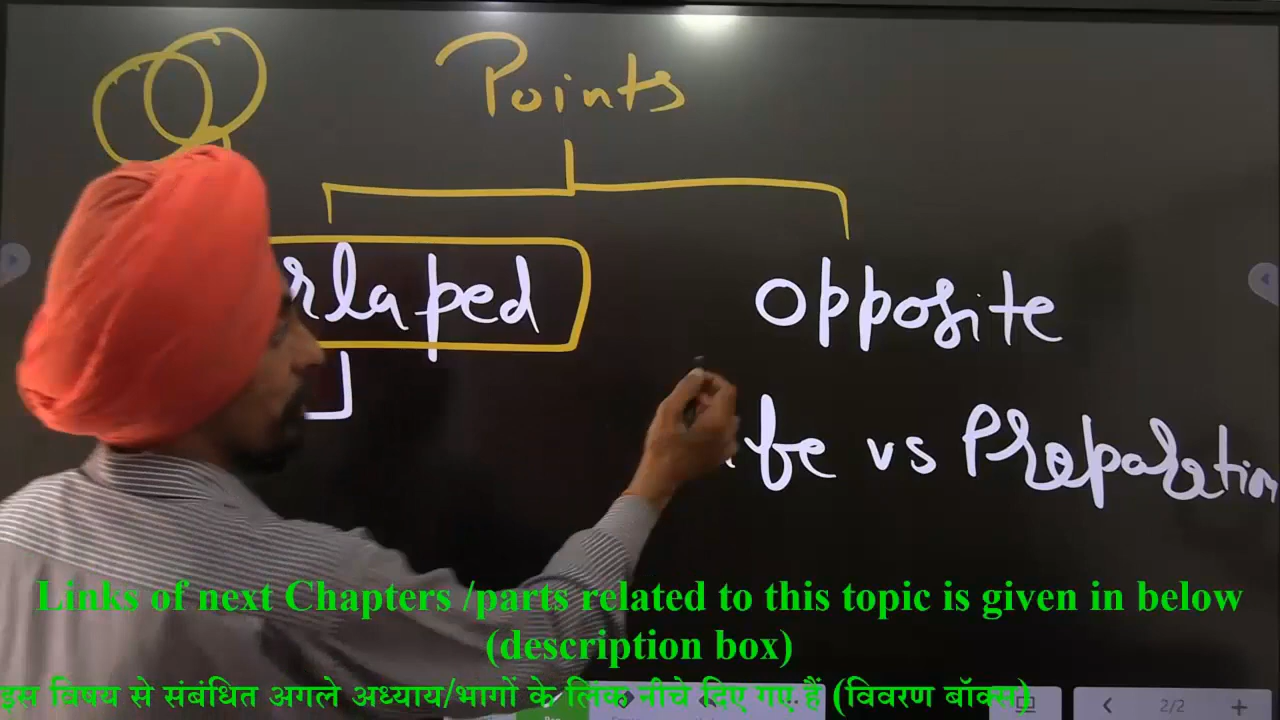 Points
rlaped
opposite
fe vs Preparation
Links of next Chapters /parts related to this topic is given in below
(description box)
इस विषय से संबंधित अगले अध्याय/भागों के लिंक नीचे दिए गए हैं (विवरण बॉक्स)
2/2